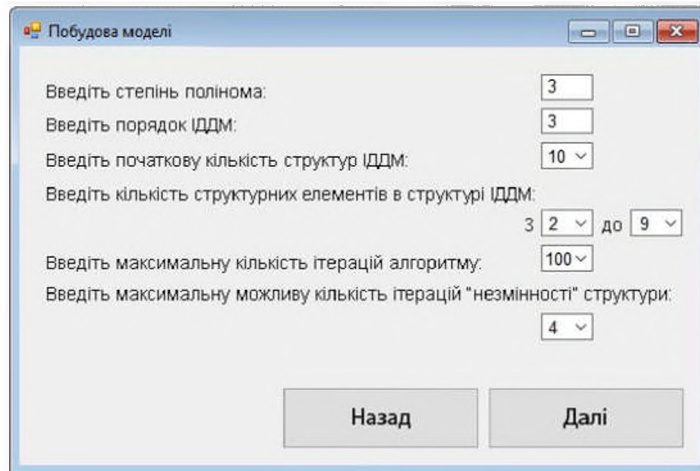 Побудова моделі
Введіть степінь полінома: 3
Введіть порядок ІДДМ: 3
Введіть початкову кількість структур ІДДМ: 10
Введіть кількість структурних елементів в структурі ІДДМ:
З 2 до 9
Введіть максимальну кількість ітерацій алгоритму: 100
Введіть максимальну можливу кількість ітерацій "незмінності" структури:
4
Назад Далі